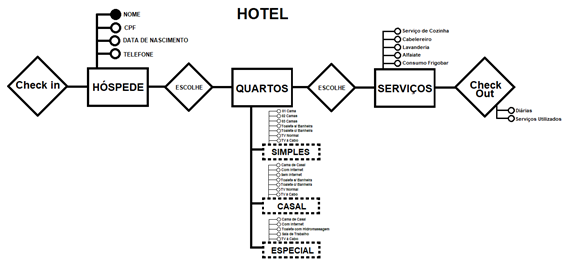 HOTEL
NOME
CPF
DATA DE NASCIMENTO
TELEFONE
Serviço de Cozinha
Cabelereiro
Lavanderia
Alfaiate
Consumo Frigobar
Check in
HÓSPEDE
ESCOLHE
QUARTOS
ESCOLHE
SERVIÇOS
Check
Out
Diárias
Serviços Utilizados
01 Cama
02 Camas
03 Camas
Toalete s/ Banheira
Toalete c/ Banheira
TV Normal
TV à Cabo
SIMPLES
Cama de Casal
Com Internet
Sem Internet
Toalete s/ Banheira
Toalete c/ Banheira
TV Normal
TV à Cabo
CASAL
Cama de Casal
Com Internet
Toalete com Hidromassagem
Sala de Trabalho
TV à Cabo
ESPECIAL